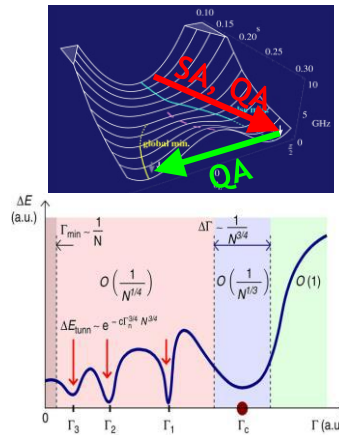 0.10
0.15
0.20
s
0.25
0.30
10
5
GHz
0
SA, QA
global min.
QA
ΔE
(a.u.)
Γmin ~ 1/N
ΔΓ ~ 1/N^3/4
O(1/N^1/4)
O(1/N^1/3)
O(1)
ΔEtunn ~ e^-cΓn^3/4 N^3/4
0
Γ3
Γ2
Γ1
Γc
Γ (a.u